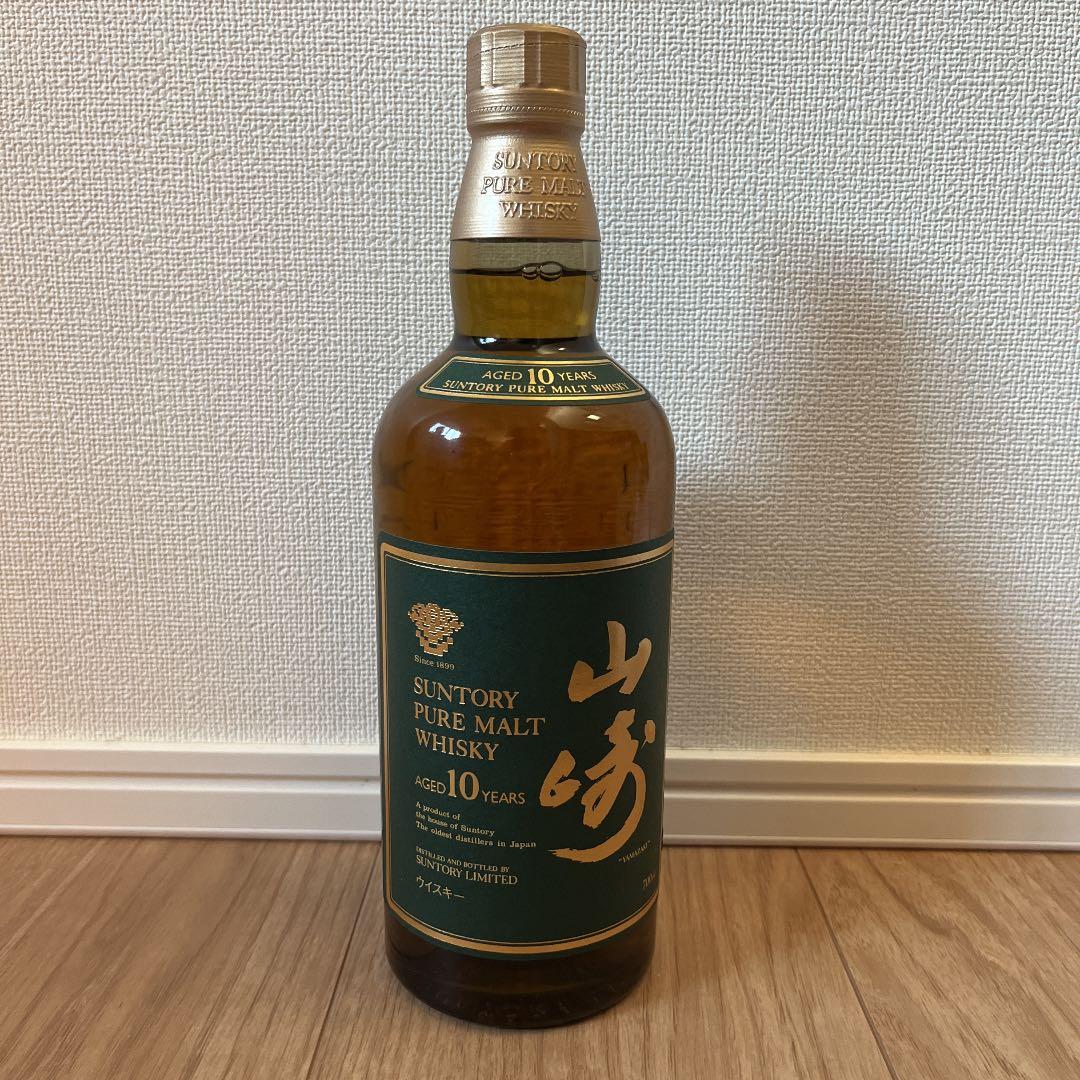 SUNTORY
PURE MALT
WHISKY
AGED 10 YEARS
SUNTORY PURE MALT WHISKY
Since 1899
SUNTORY
PURE MALT
WHISKY
AGED 10 YEARS
A product of
the house of Suntory
The oldest distillers in Japan
DISTILLED AND BOTTLED BY
SUNTORY LIMITED
ウイスキー
山崎
"YAMAZAKI"
700ml